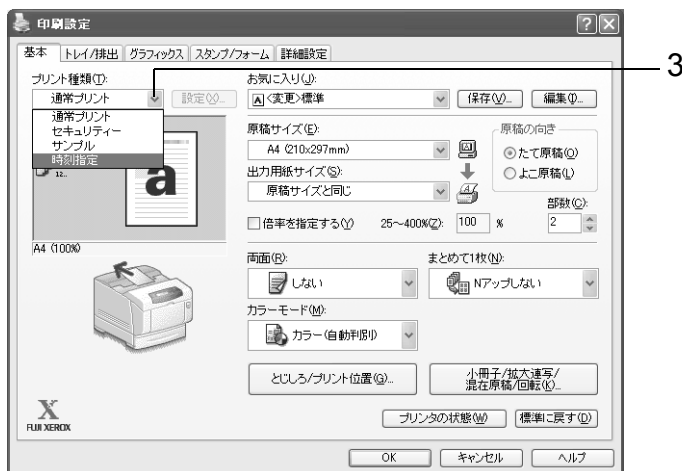 印刷設定
基本 トレイ/排出 グラフィックス スタンプ/フォーム 詳細設定
3
プリント種類(T):
通常プリント 設定(X)...
通常プリント
セキュリティー
サンプル
時刻指定
12..
a
A4 (100%)
お気に入り(J):
A <変更>標準 保存(V)... 編集(I)...
原稿サイズ(E):
A4 (210x297mm)
出力用紙サイズ(S):
原稿サイズと同じ
原稿の向き
たて原稿(O)
よこ原稿(L)
部数(C):
倍率を指定する(Y) 25～400%(Z): 100 % 2
両面(R):
しない
まとめて1枚(N):
Nアップしない
カラーモード(M):
カラー(自動判別)
とじしろ/プリント位置(G)...
小冊子/拡大連写/
混在原稿/回転(K)...
X
FUJI XEROX
プリンタの状態(W) 標準に戻す(D)
OK キャンセル ヘルプ